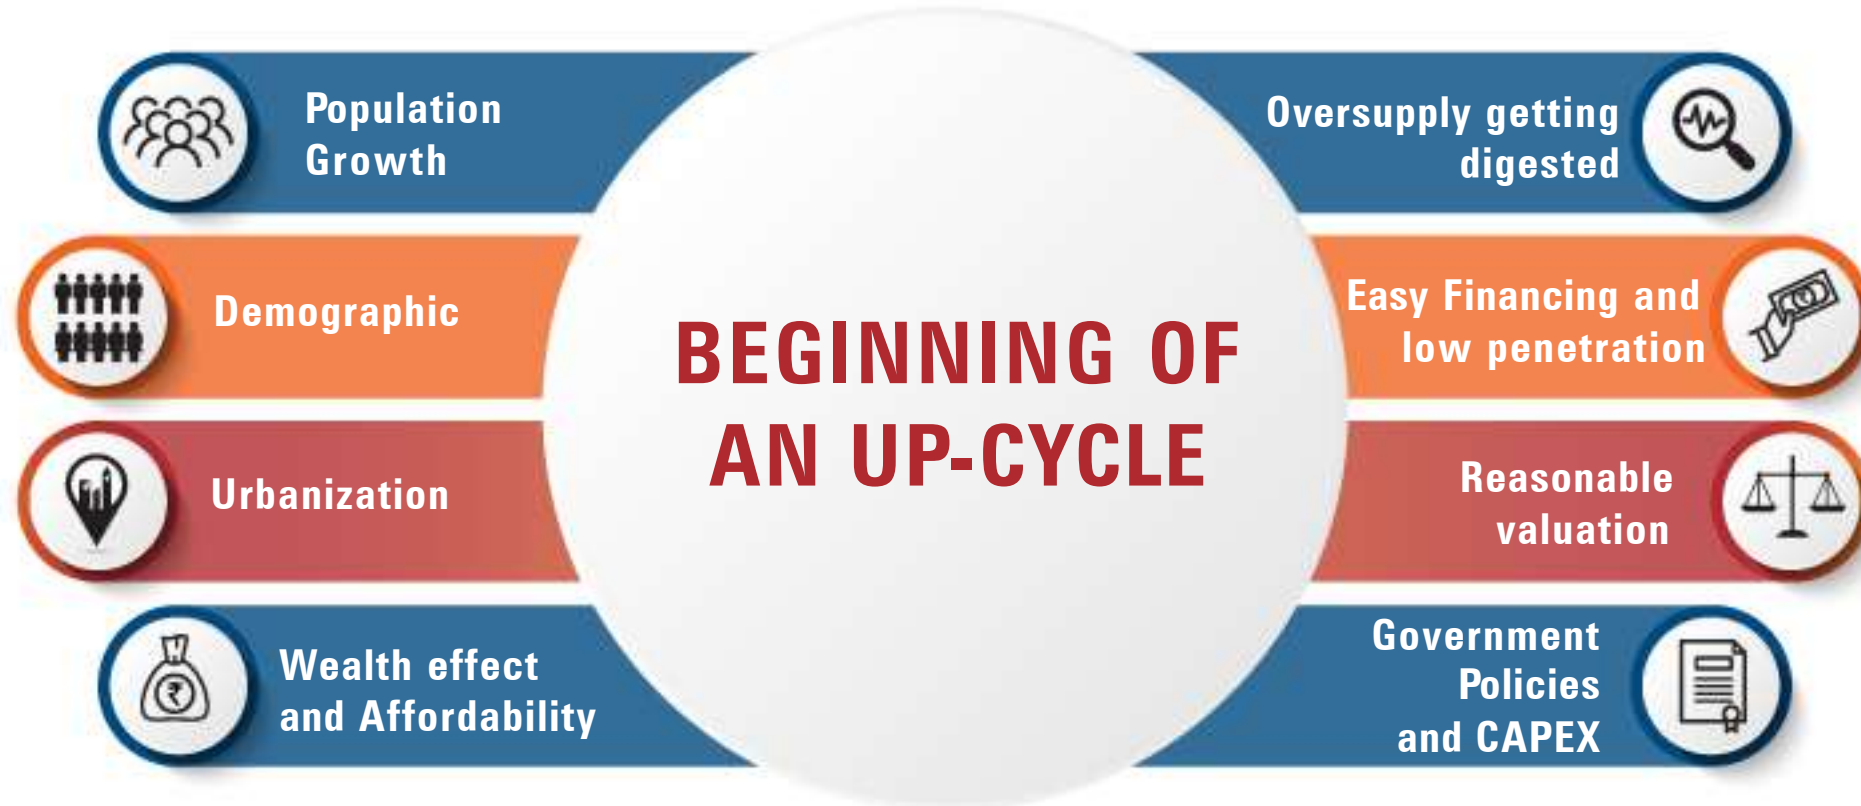 Population
Growth
Demographic
Urbanization
Wealth effect
and Affordability
BEGINNING OF
AN UP-CYCLE
Oversupply getting
digested
Easy Financing and
low penetration
Reasonable
valuation
Government
Policies
and CAPEX
₹